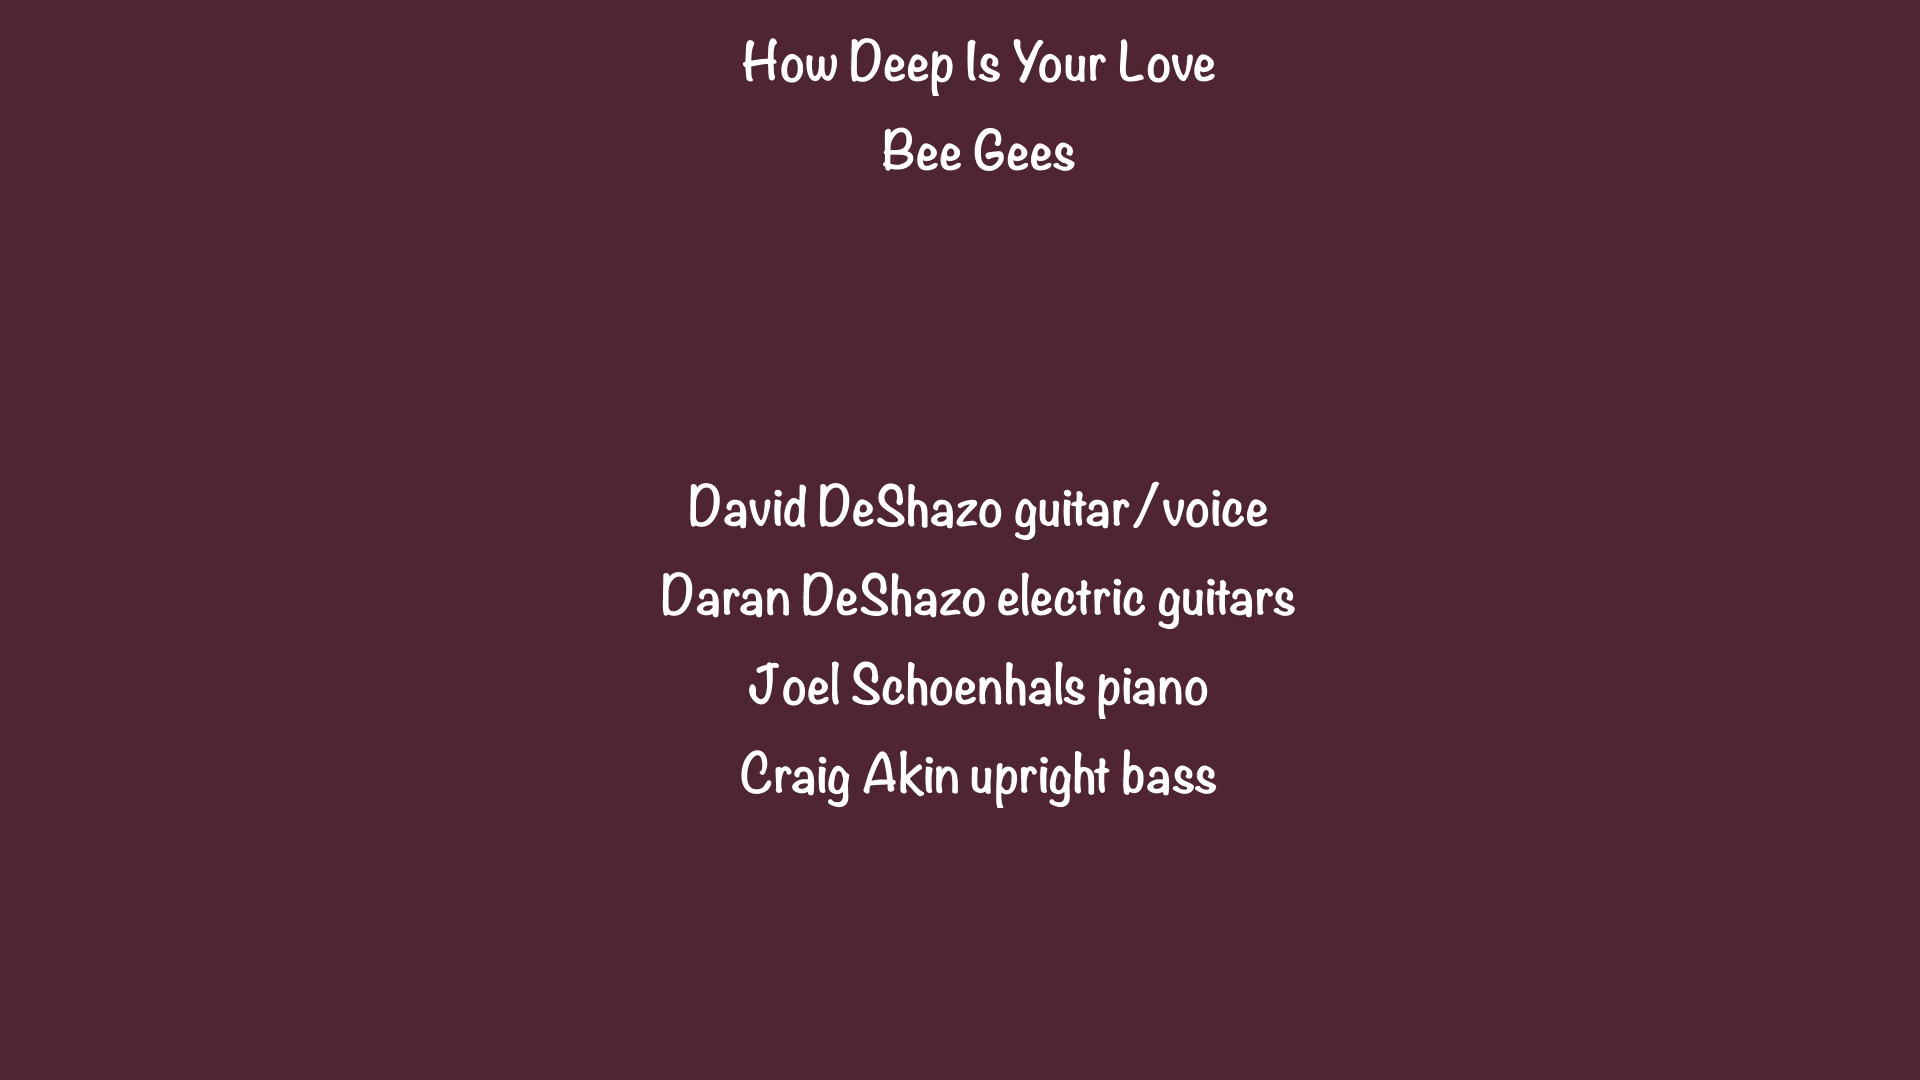 How Deep Is Your Love
Bee Gees
David DeShazo guitar/voice
Daran DeShazo electric guitars
Joel Schoenhals piano
Craig Akin upright bass